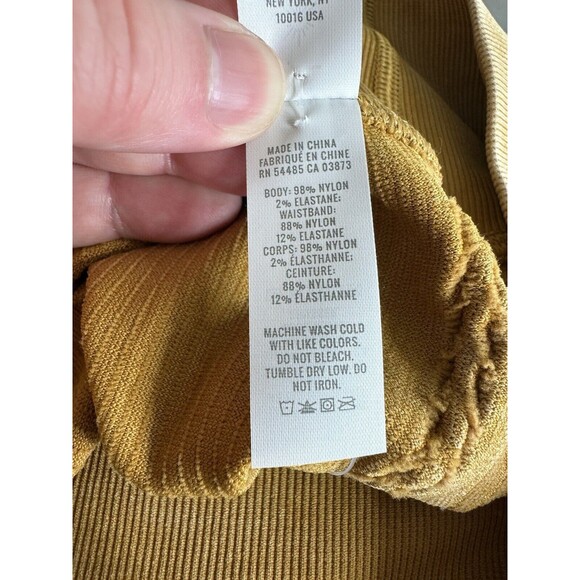 NEW YORK, NY
10016 USA
MADE IN CHINA
FABRIQUÉ EN CHINE
RN 54485 CA 03873
BODY: 98% NYLON
2% ELASTANE;
WAISTBAND:
88% NYLON
12% ELASTANE
CORPS: 98% NYLON
2% ÉLASTHANNE;
CEINTURE:
88% NYLON
12% ÉLASTHANNE
MACHINE WASH COLD
WITH LIKE COLORS.
DO NOT BLEACH.
TUMBLE DRY LOW. DO
NOT IRON.